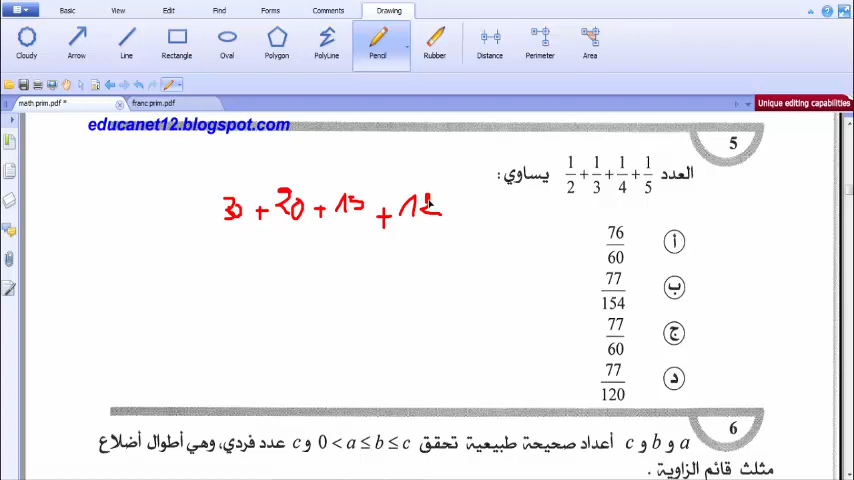 Basic Home Find Forms Comments Drawing
Cloudy Arrow Line Rectangle Oval Polygon PolyLine Pencil Rubber Distance Perimeter Area
math prim.pdf * franc prim.pdf Unique editing capabilities
educanet12.blogspot.com
5
العدد 1/2 + 1/3 + 1/4 + 1/5 يساوي :
30 + 20 + 15 + 12
أ 76/60
ب 77/154
ج 77/60
د 77/120
6
a و b و c أعداد صحيحة طبيعية تحقق 0 < a ≤ b ≤ c و c عدد فردي، وهي أطوال أضلاع
مثلث قائم الزاوية .